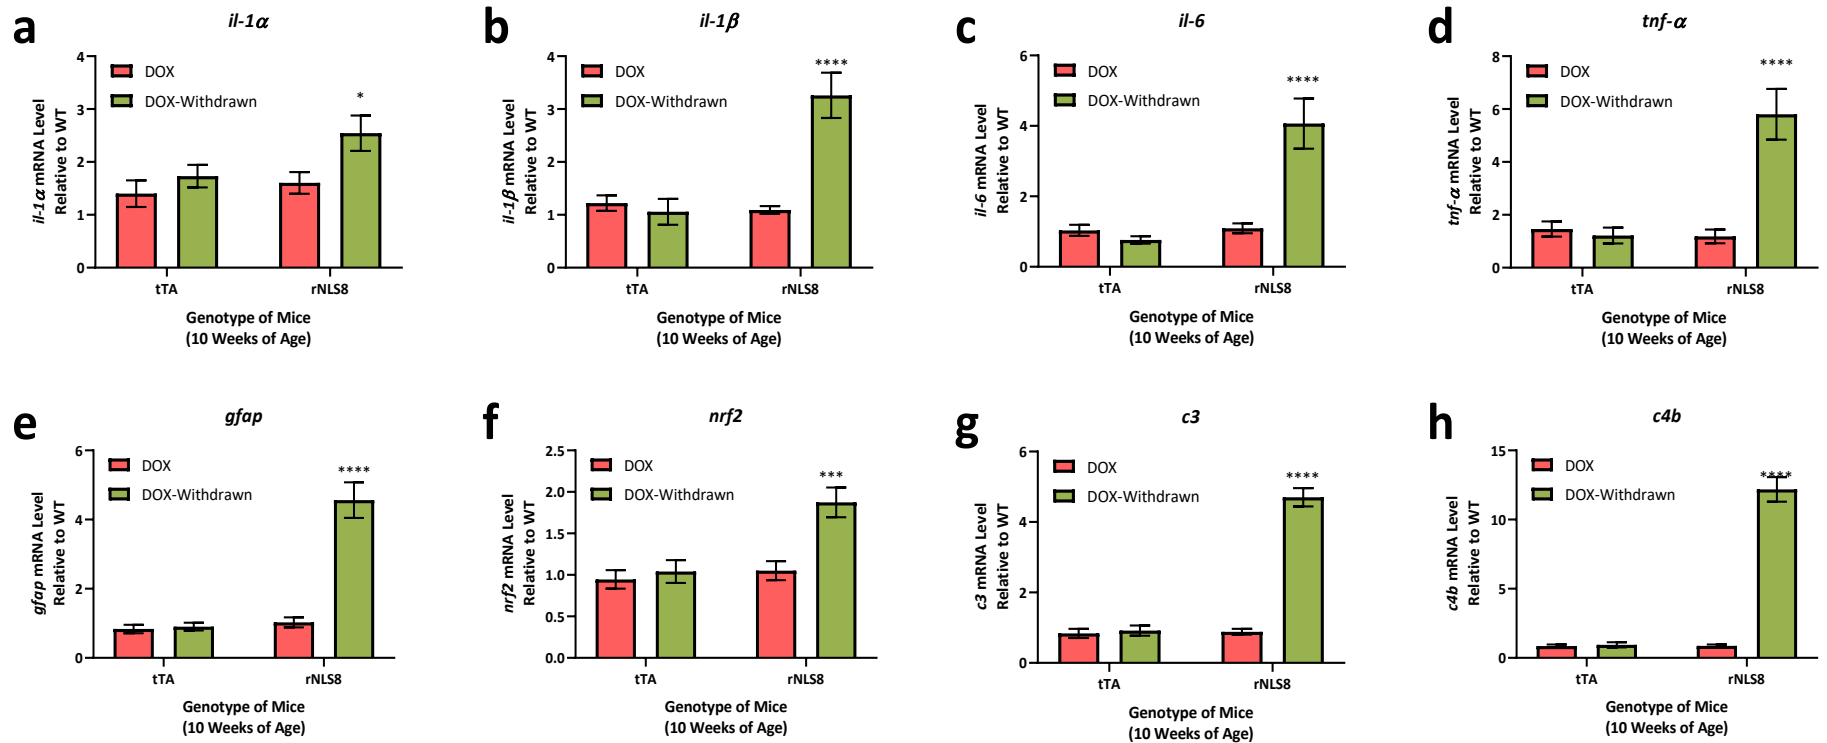 a
il-1α
il-1α mRNA Level
Relative to WT
4
3
2
1
0
DOX
DOX-Withdrawn
*
tTA
rNLS8
Genotype of Mice
(10 Weeks of Age)
b
il-1β
il-1β mRNA Level
Relative to WT
4
3
2
1
0
DOX
DOX-Withdrawn
****
tTA
rNLS8
Genotype of Mice
(10 Weeks of Age)
c
il-6
il-6 mRNA Level
Relative to WT
6
4
2
0
DOX
DOX-Withdrawn
****
tTA
rNLS8
Genotype of Mice
(10 Weeks of Age)
d
tnf-α
tnf-α mRNA Level
Relative to WT
8
6
4
2
0
DOX
DOX-Withdrawn
****
tTA
rNLS8
Genotype of Mice
(10 Weeks of Age)
e
gfap
gfap mRNA Level
Relative to WT
6
4
2
0
DOX
DOX-Withdrawn
****
tTA
rNLS8
Genotype of Mice
(10 Weeks of Age)
f
nrf2
nrf2 mRNA Level
Relative to WT
2.5
2.0
1.5
1.0
0.5
0.0
DOX
DOX-Withdrawn
***
tTA
rNLS8
Genotype of Mice
(10 Weeks of Age)
g
c3
c3 mRNA Level
Relative to WT
6
4
2
0
DOX
DOX-Withdrawn
****
tTA
rNLS8
Genotype of Mice
(10 Weeks of Age)
h
c4b
c4b mRNA Level
Relative to WT
15
10
5
0
DOX
DOX-Withdrawn
****
tTA
rNLS8
Genotype of Mice
(10 Weeks of Age)